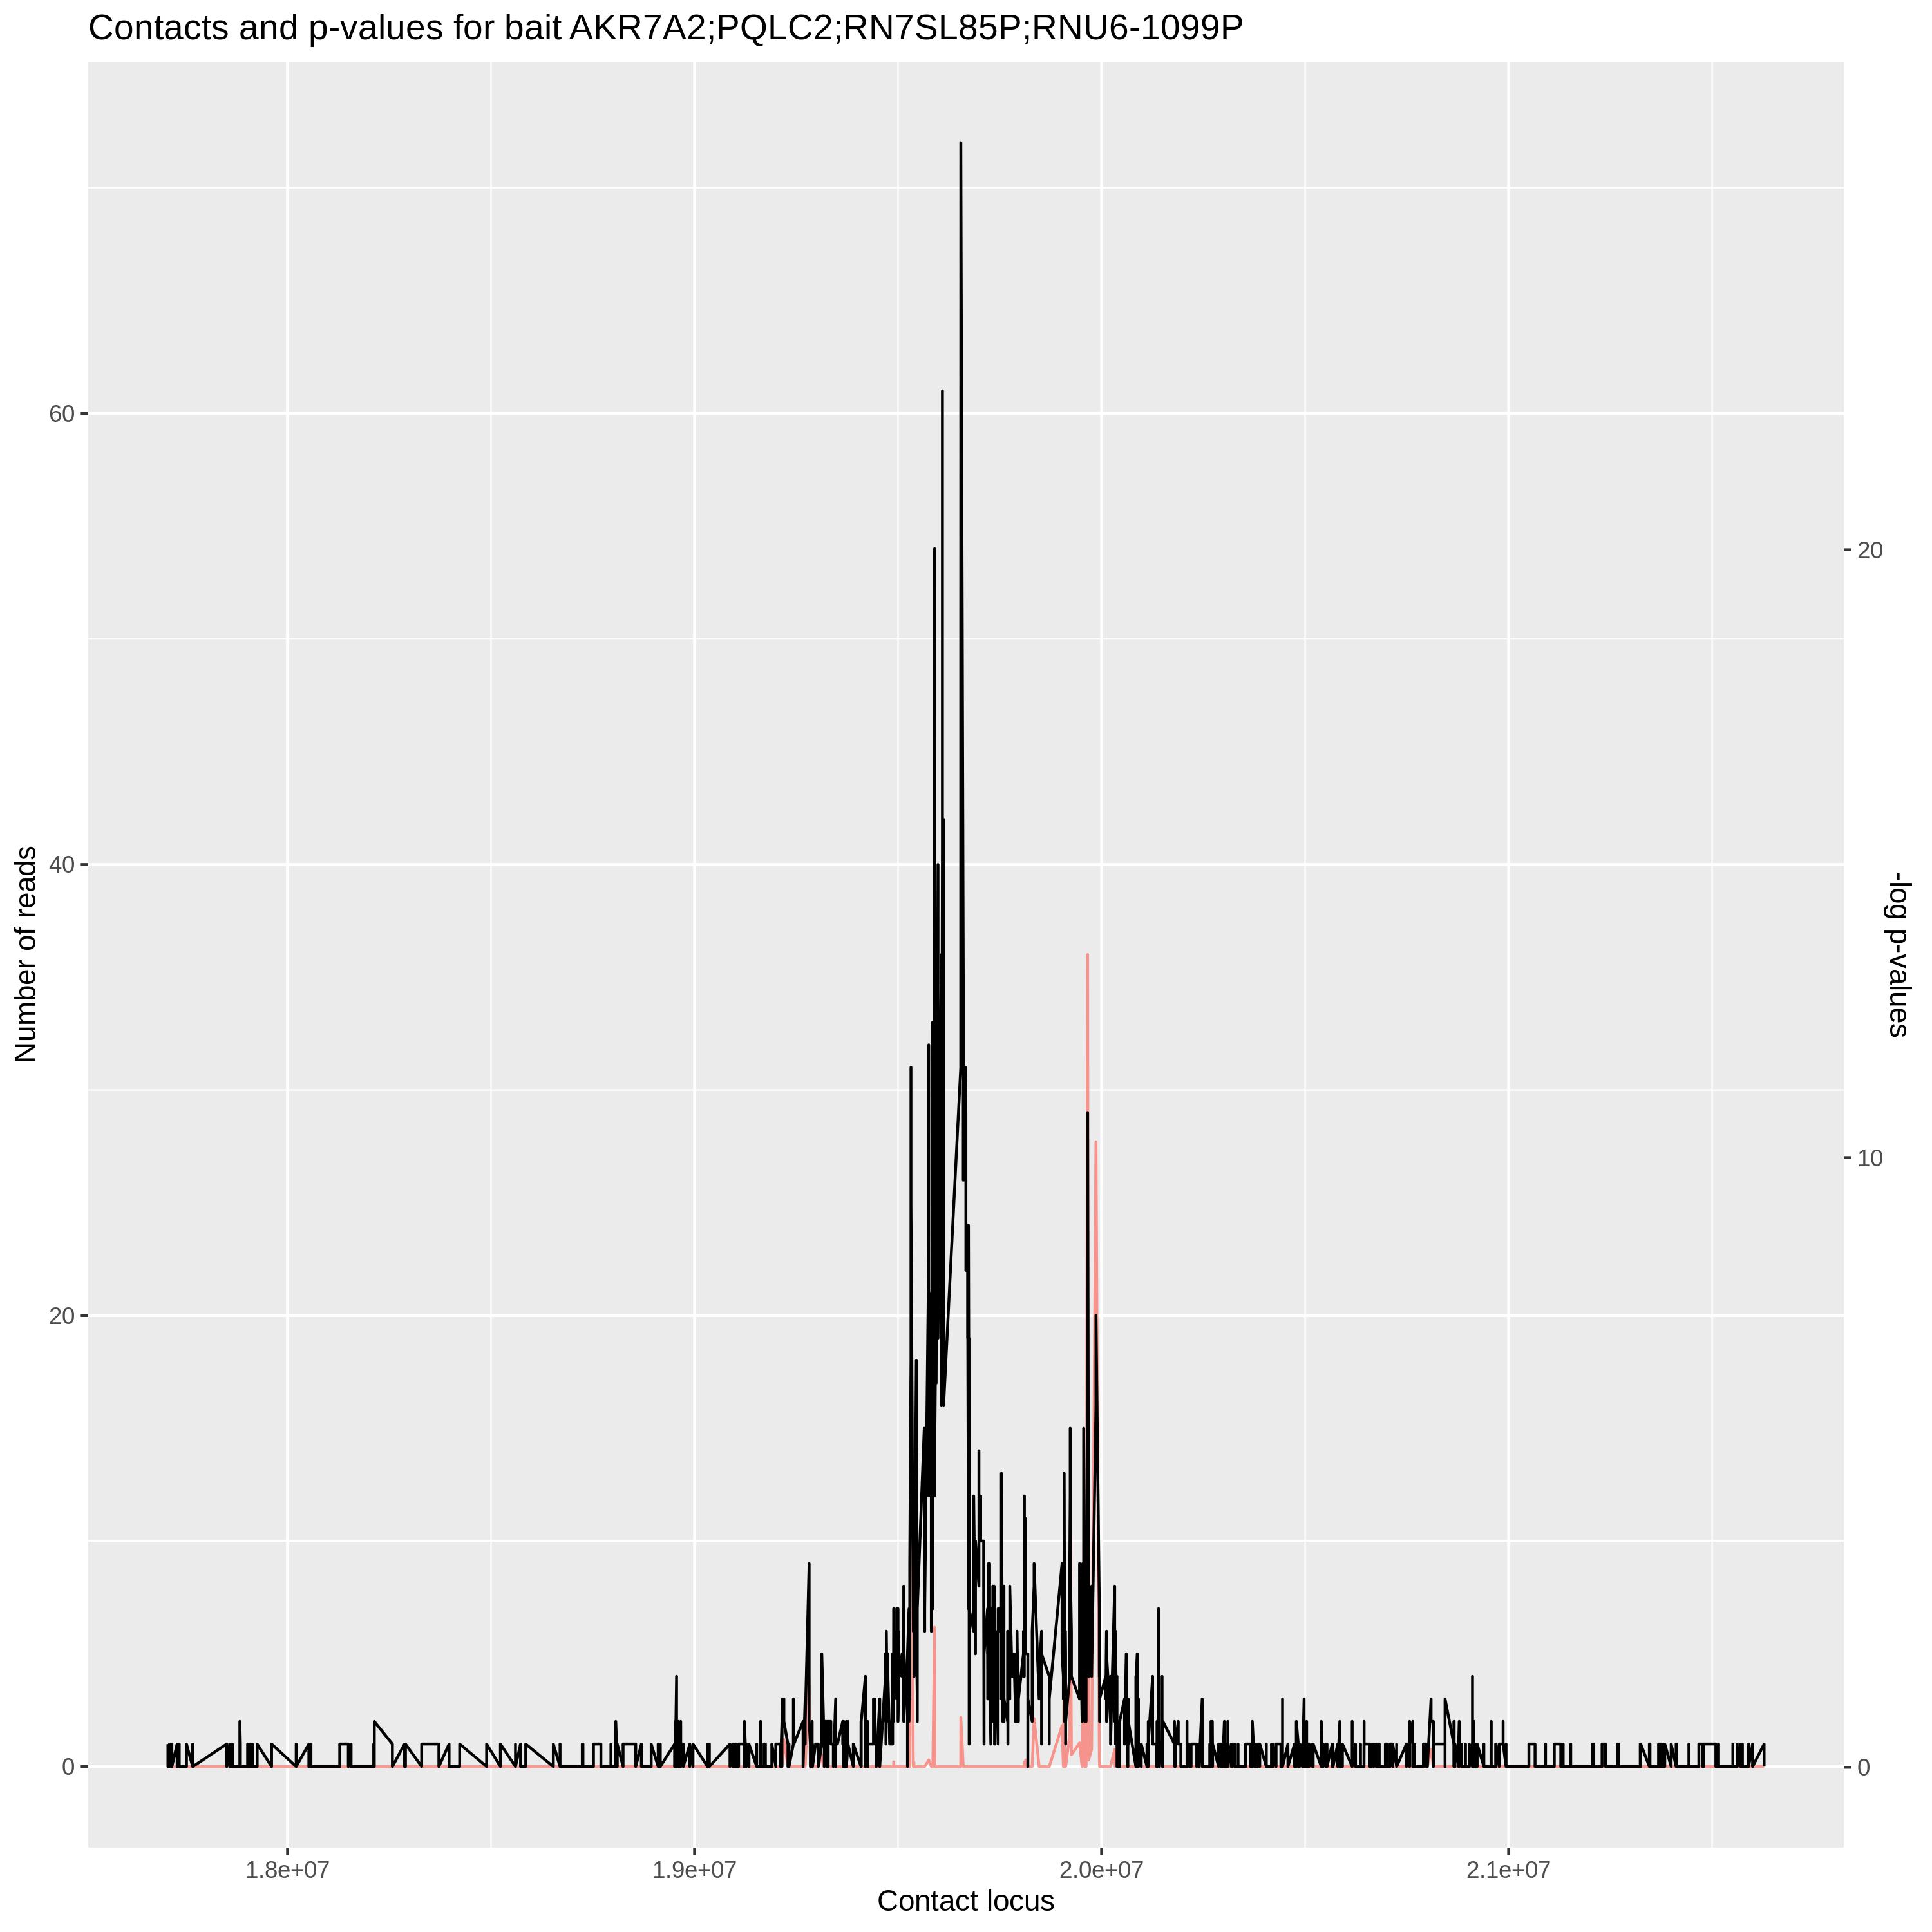 Contacts and p-values for bait AKR7A2;PQLC2;RN7SL85P;RNU6-1099P
60
40
20
0
Number of reads
20
10
0
-log p-values
1.8e+07
1.9e+07
2.0e+07
2.1e+07
Contact locus